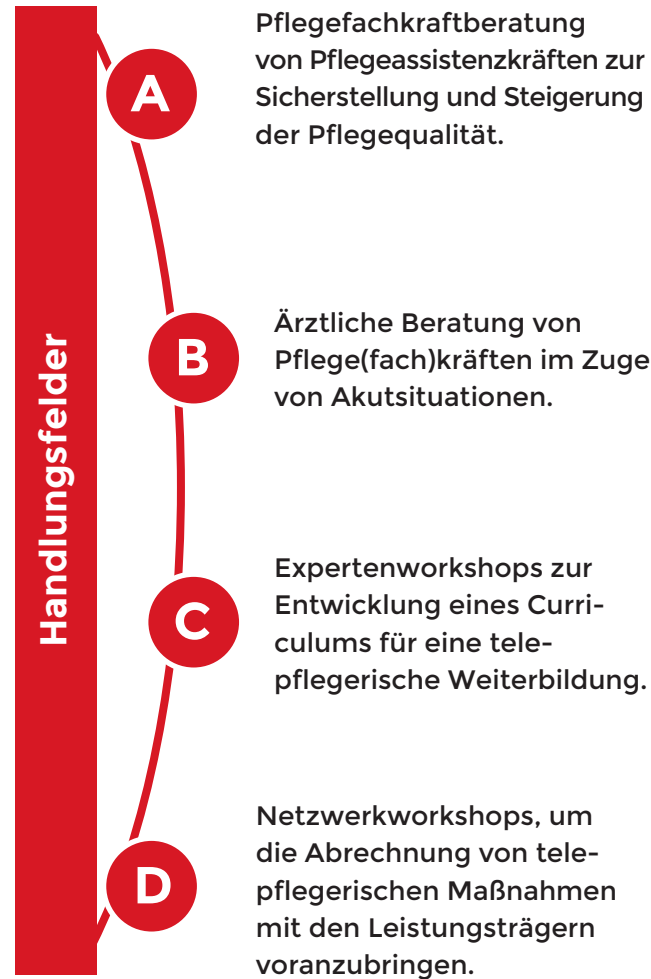 Handlungsfelder
A
Pflegefachkraftberatung
von Pflegeassistenzkräften zur
Sicherstellung und Steigerung
der Pflegequalität.
B
Ärztliche Beratung von
Pflege(fach)kräften im Zuge
von Akutsituationen.
C
Expertenworkshops zur
Entwicklung eines Curri-
culums für eine tele-
pflegerische Weiterbildung.
D
Netzwerkworkshops, um
die Abrechnung von tele-
pflegerischen Maßnahmen
mit den Leistungsträgern
voranzubringen.